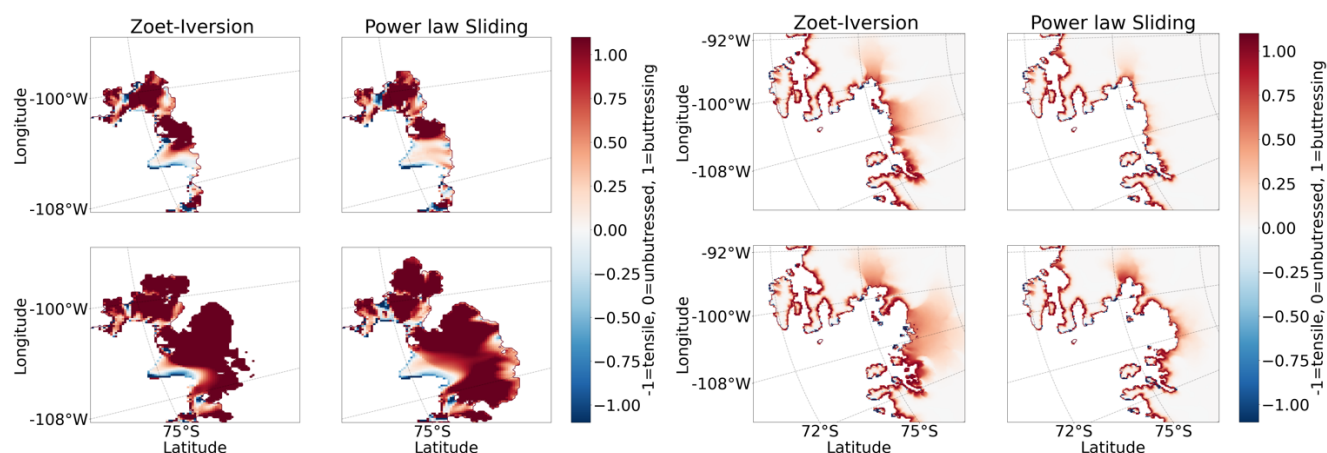 Zoet-Iversion
Power law Sliding
Zoet-Iversion
Power law Sliding
-100°W
-108°W
Longitude
-92°W
-100°W
-108°W
Longitude
-100°W
-108°W
Longitude
75°S
Latitude
75°S
Latitude
1.00
0.75
0.50
0.25
0.00
−0.25
−0.50
−0.75
−1.00
-1=tensile, 0=unbutressed, 1=buttressing
-92°W
-100°W
-108°W
Longitude
72°S
75°S
Latitude
72°S
75°S
Latitude
1.00
0.75
0.50
0.25
0.00
−0.25
−0.50
−0.75
−1.00
-1=tensile, 0=unbutressed, 1=buttressing